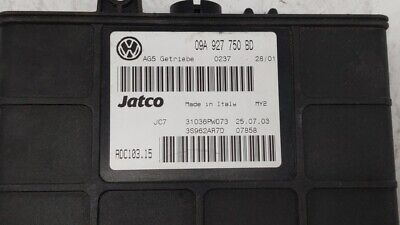 09A 927 750 BD
AG5 Getriebe 0237 28/01
Jatco Made in Italy MY2
JC7 31036PW073 25.07.03
3S962AR7D 07858
ADC103.15